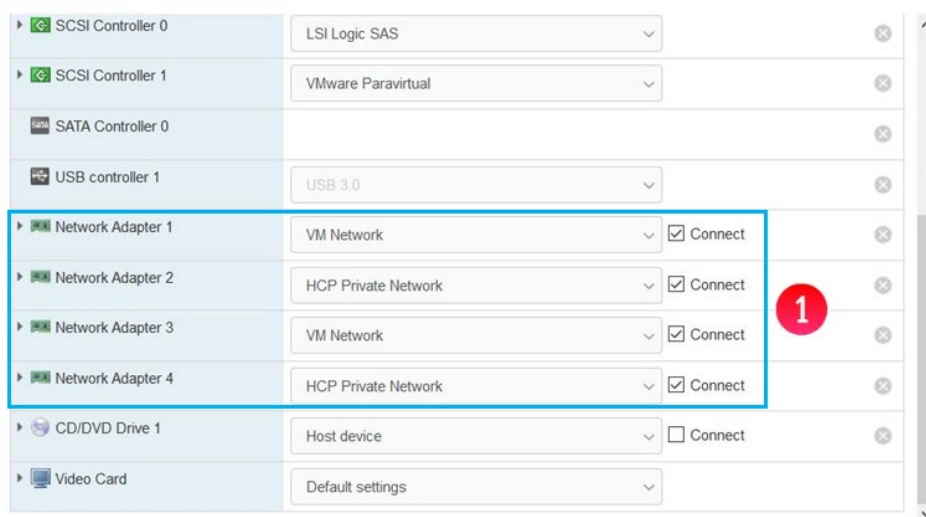 SCSI Controller 0 LSI Logic SAS
SCSI Controller 1 VMware Paravirtual
SATA SATA Controller 0
USB controller 1 USB 3.0
Network Adapter 1 VM Network Connect
Network Adapter 2 HCP Private Network Connect
Network Adapter 3 VM Network Connect
Network Adapter 4 HCP Private Network Connect
1
CD/DVD Drive 1 Host device Connect
Video Card Default settings